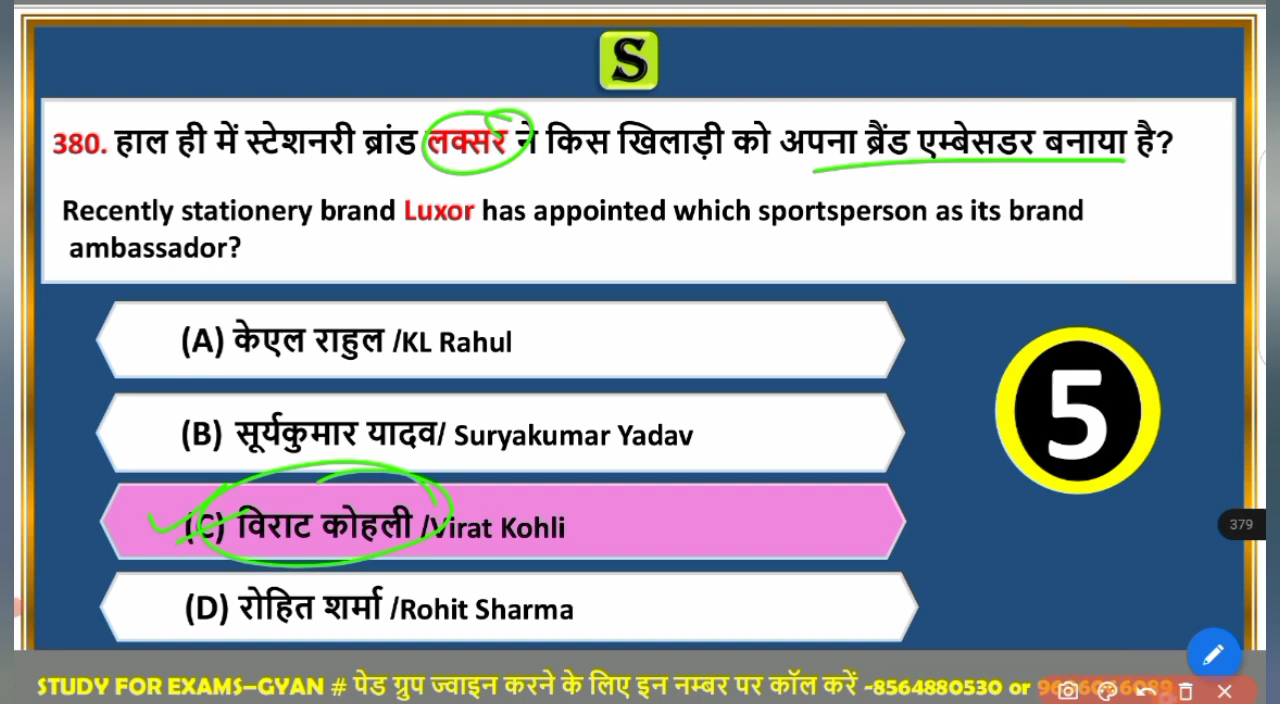 S
380. हाल ही में स्टेशनरी ब्रांड लक्सर ने किस खिलाड़ी को अपना ब्रैंड एम्बेसडर बनाया है?
Recently stationery brand Luxor has appointed which sportsperson as its brand
ambassador?
(A) केएल राहुल /KL Rahul
5
(B) सूर्यकुमार यादव/ Suryakumar Yadav
(C) विराट कोहली /Virat Kohli
379
(D) रोहित शर्मा /Rohit Sharma
STUDY FOR EXAMS–GYAN # पेड ग्रुप ज्वाइन करने के लिए इन नम्बर पर कॉल करें -8564880530 or